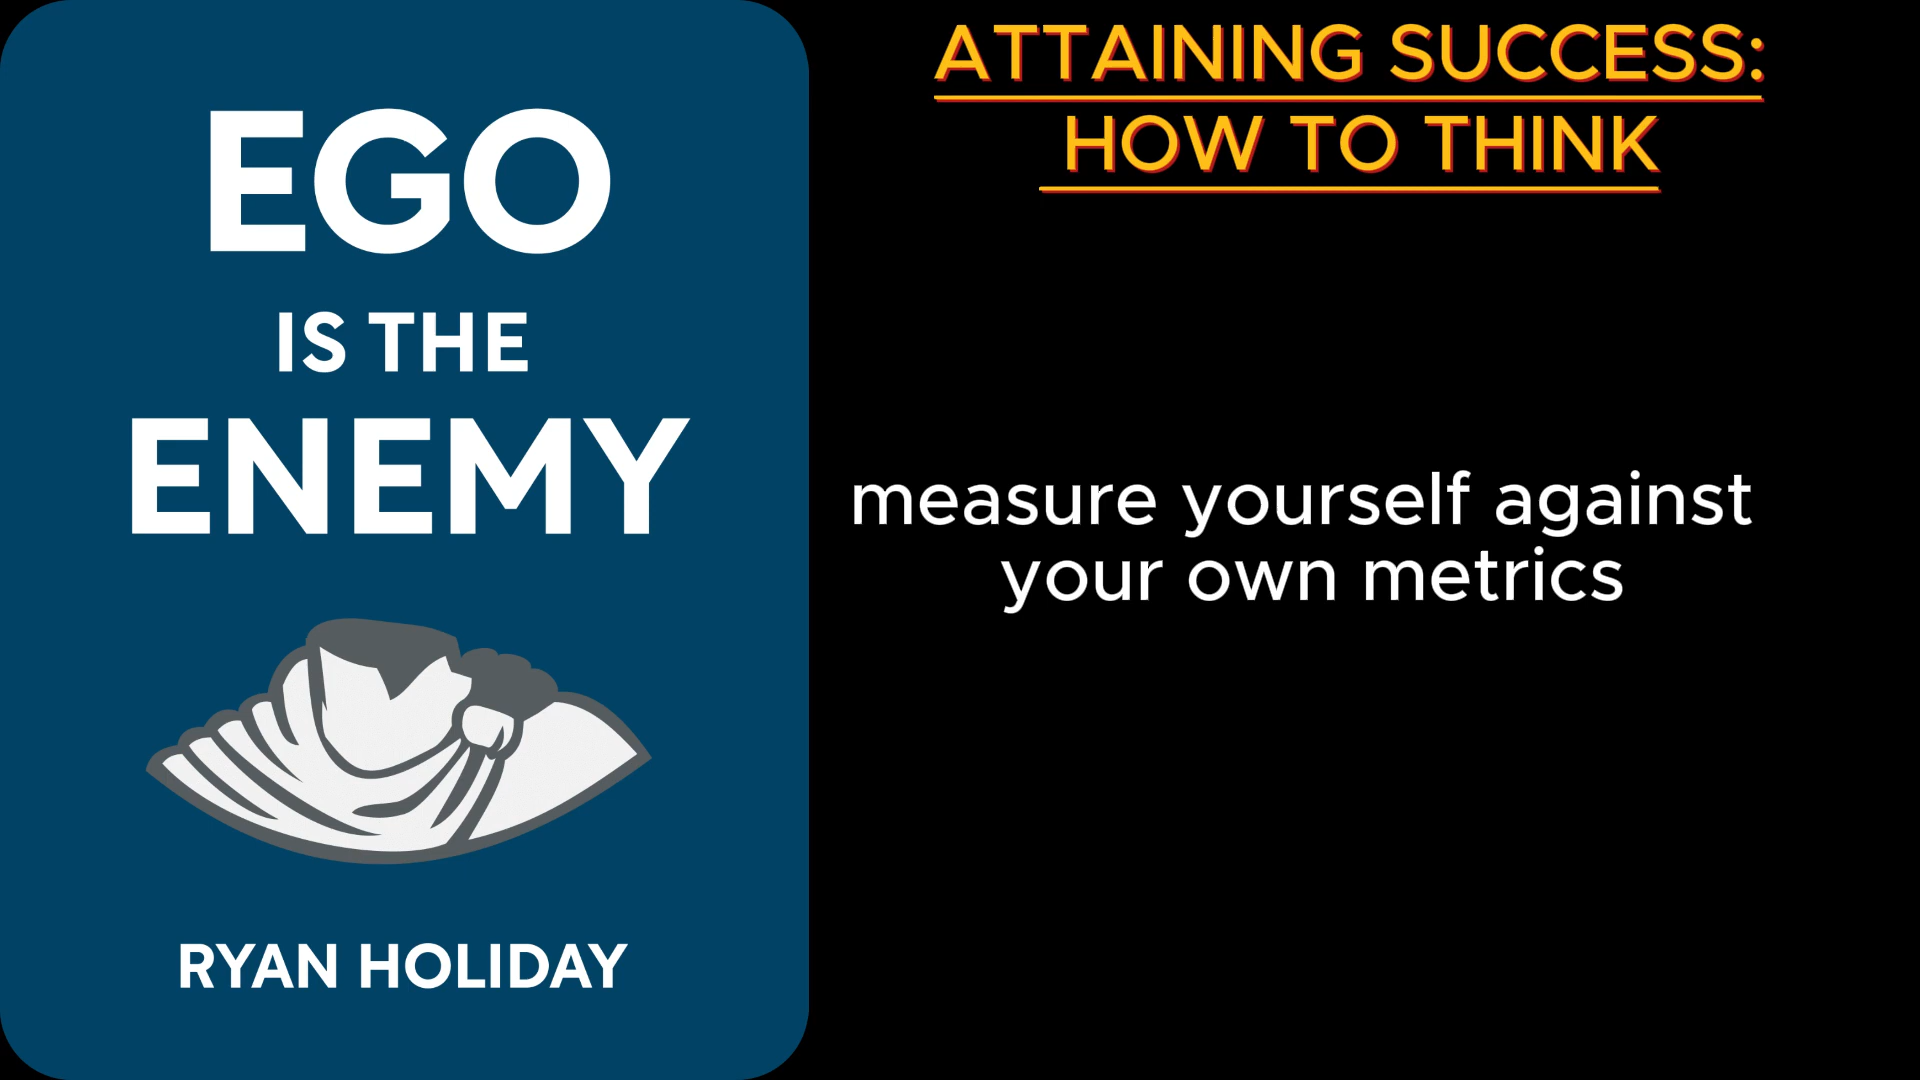 EGO
IS THE
ENEMY
RYAN HOLIDAY
ATTAINING SUCCESS:
HOW TO THINK
measure yourself against
your own metrics